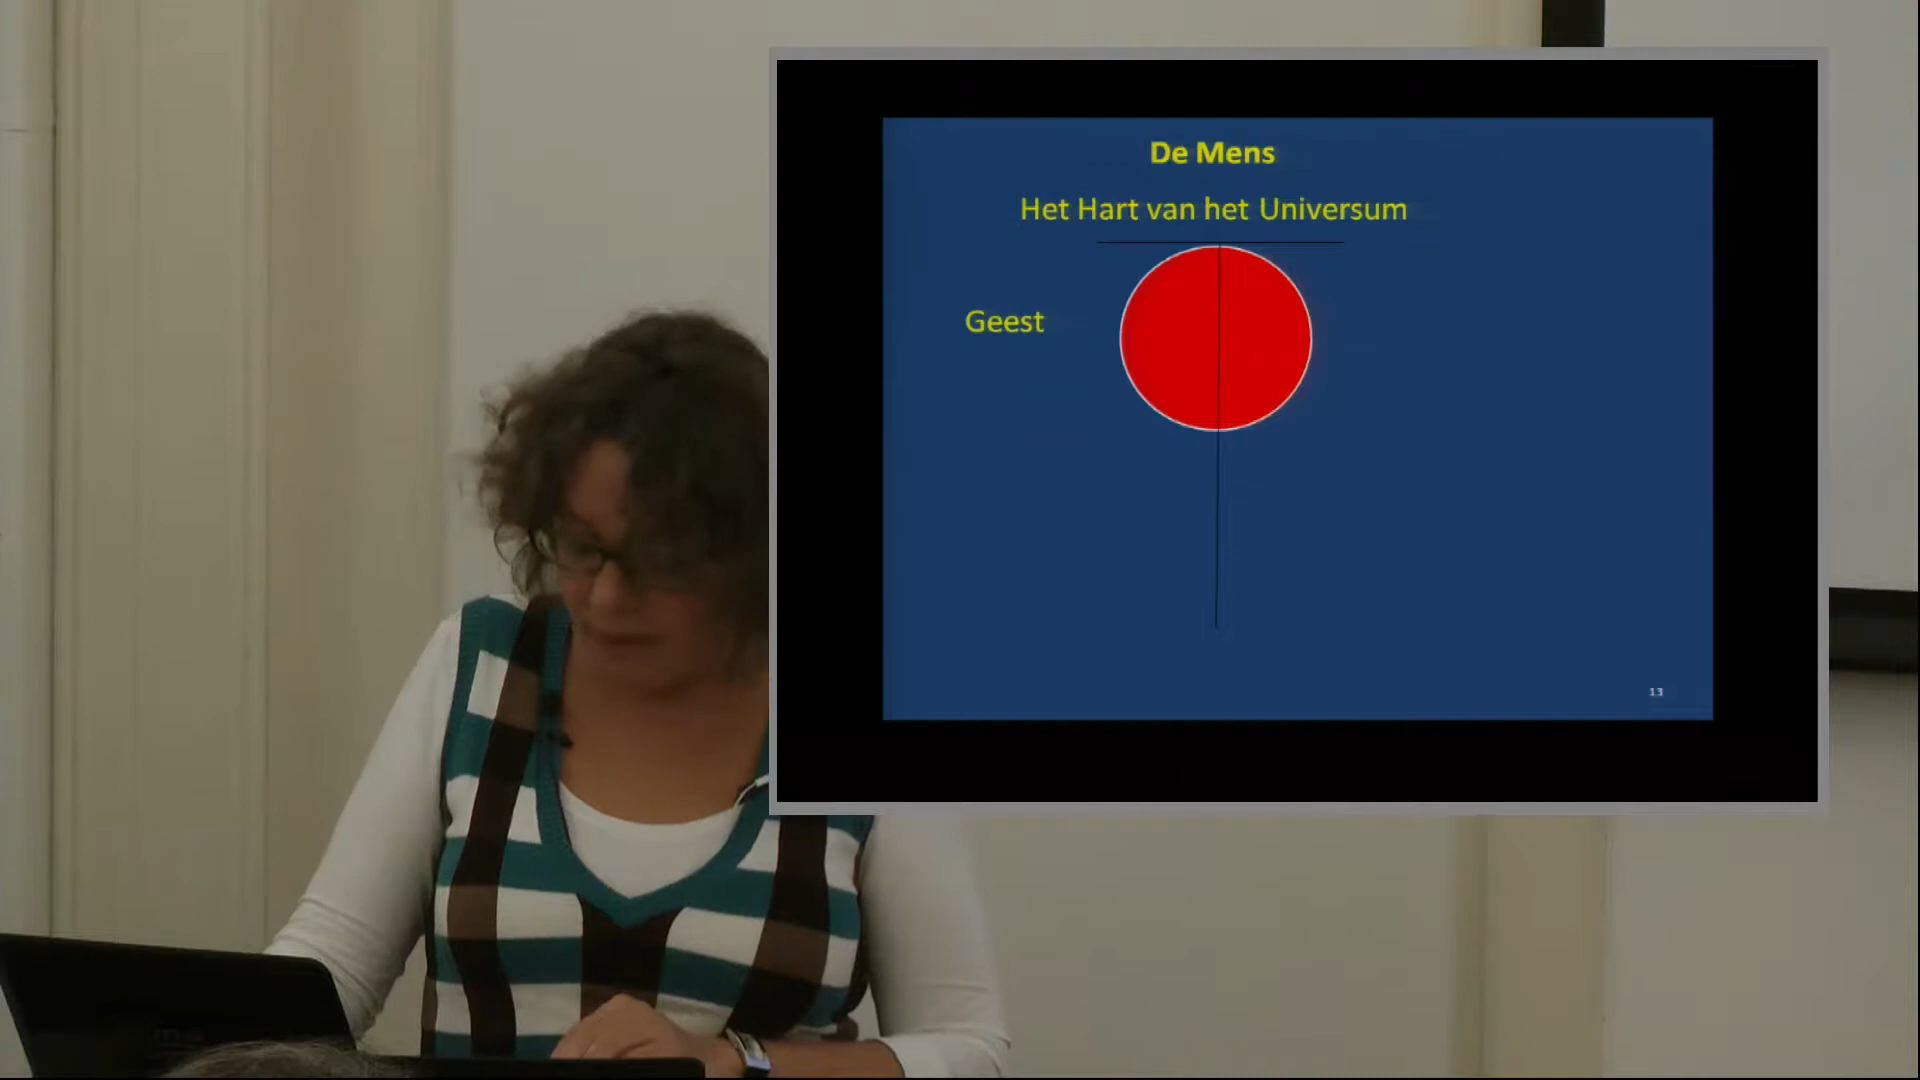 De Mens
Het Hart van het Universum
Geest
13